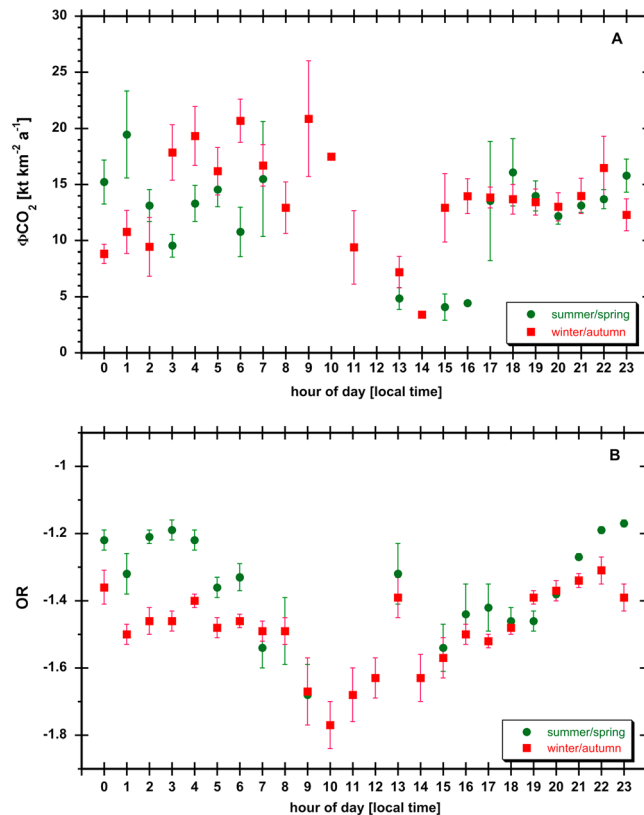 30
A
25
20
ΦCO2 [kt km-2 a-1]
15
10
5
summer/spring
winter/autumn
0
0 1 2 3 4 5 6 7 8 9 10 11 12 13 14 15 16 17 18 19 20 21 22 23
hour of day [local time]
B
-1
-1.2
-1.4
OR
-1.6
-1.8
summer/spring
winter/autumn
0 1 2 3 4 5 6 7 8 9 10 11 12 13 14 15 16 17 18 19 20 21 22 23
hour of day [local time]